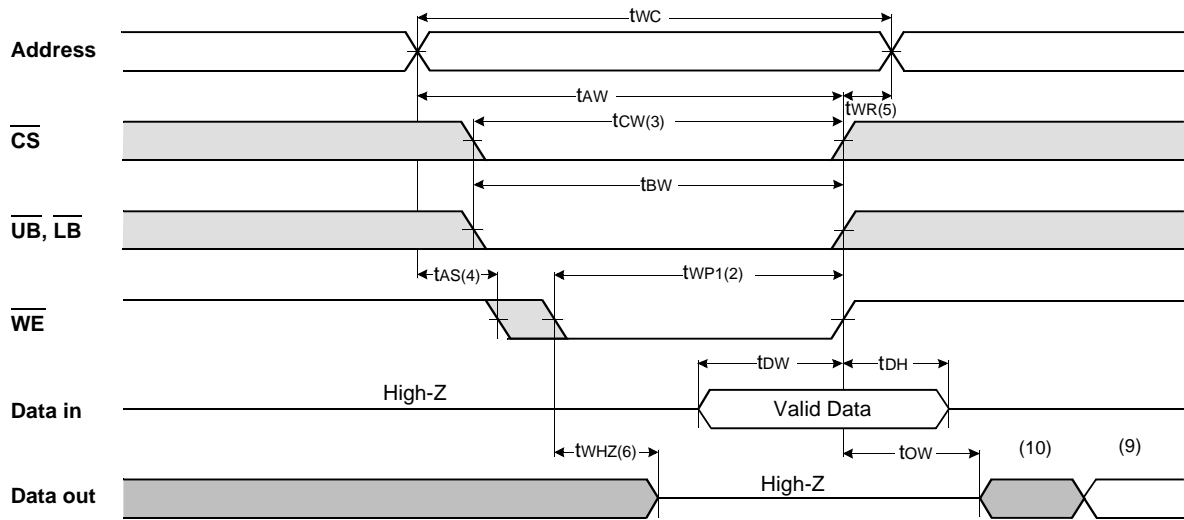 tWC
Address
tAW
tWR(5)
tCW(3)
CS
tBW
UB, LB
tAS(4)
tWP1(2)
WE
tDW
tDH
High-Z
Data in
Valid Data
tWHZ(6)
tOW
(10)
(9)
High-Z
Data out